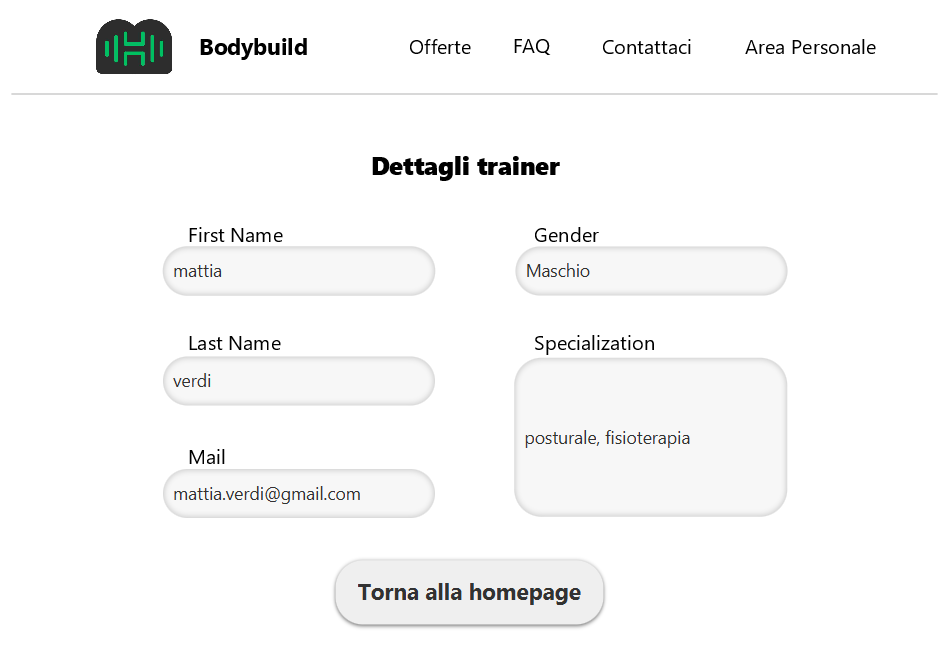 Bodybuild
Offerte
FAQ
Contattaci
Area Personale
Dettagli trainer
First Name
mattia
Gender
Maschio
Last Name
verdi
Specialization
posturale, fisioterapia
Mail
mattia.verdi@gmail.com
Torna alla homepage